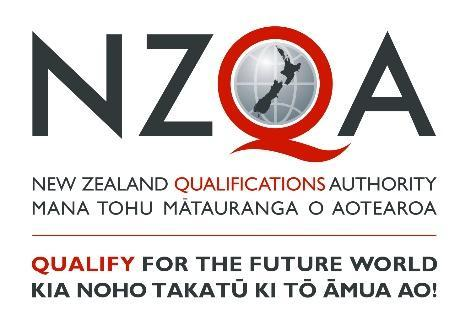 NZQA
NEW ZEALAND QUALIFICATIONS AUTHORITY
MANA TOHU MĀTAURANGA O AOTEAROA
QUALIFY FOR THE FUTURE WORLD
KIA NOHO TAKATŪ KI TŌ ĀMUA AO!